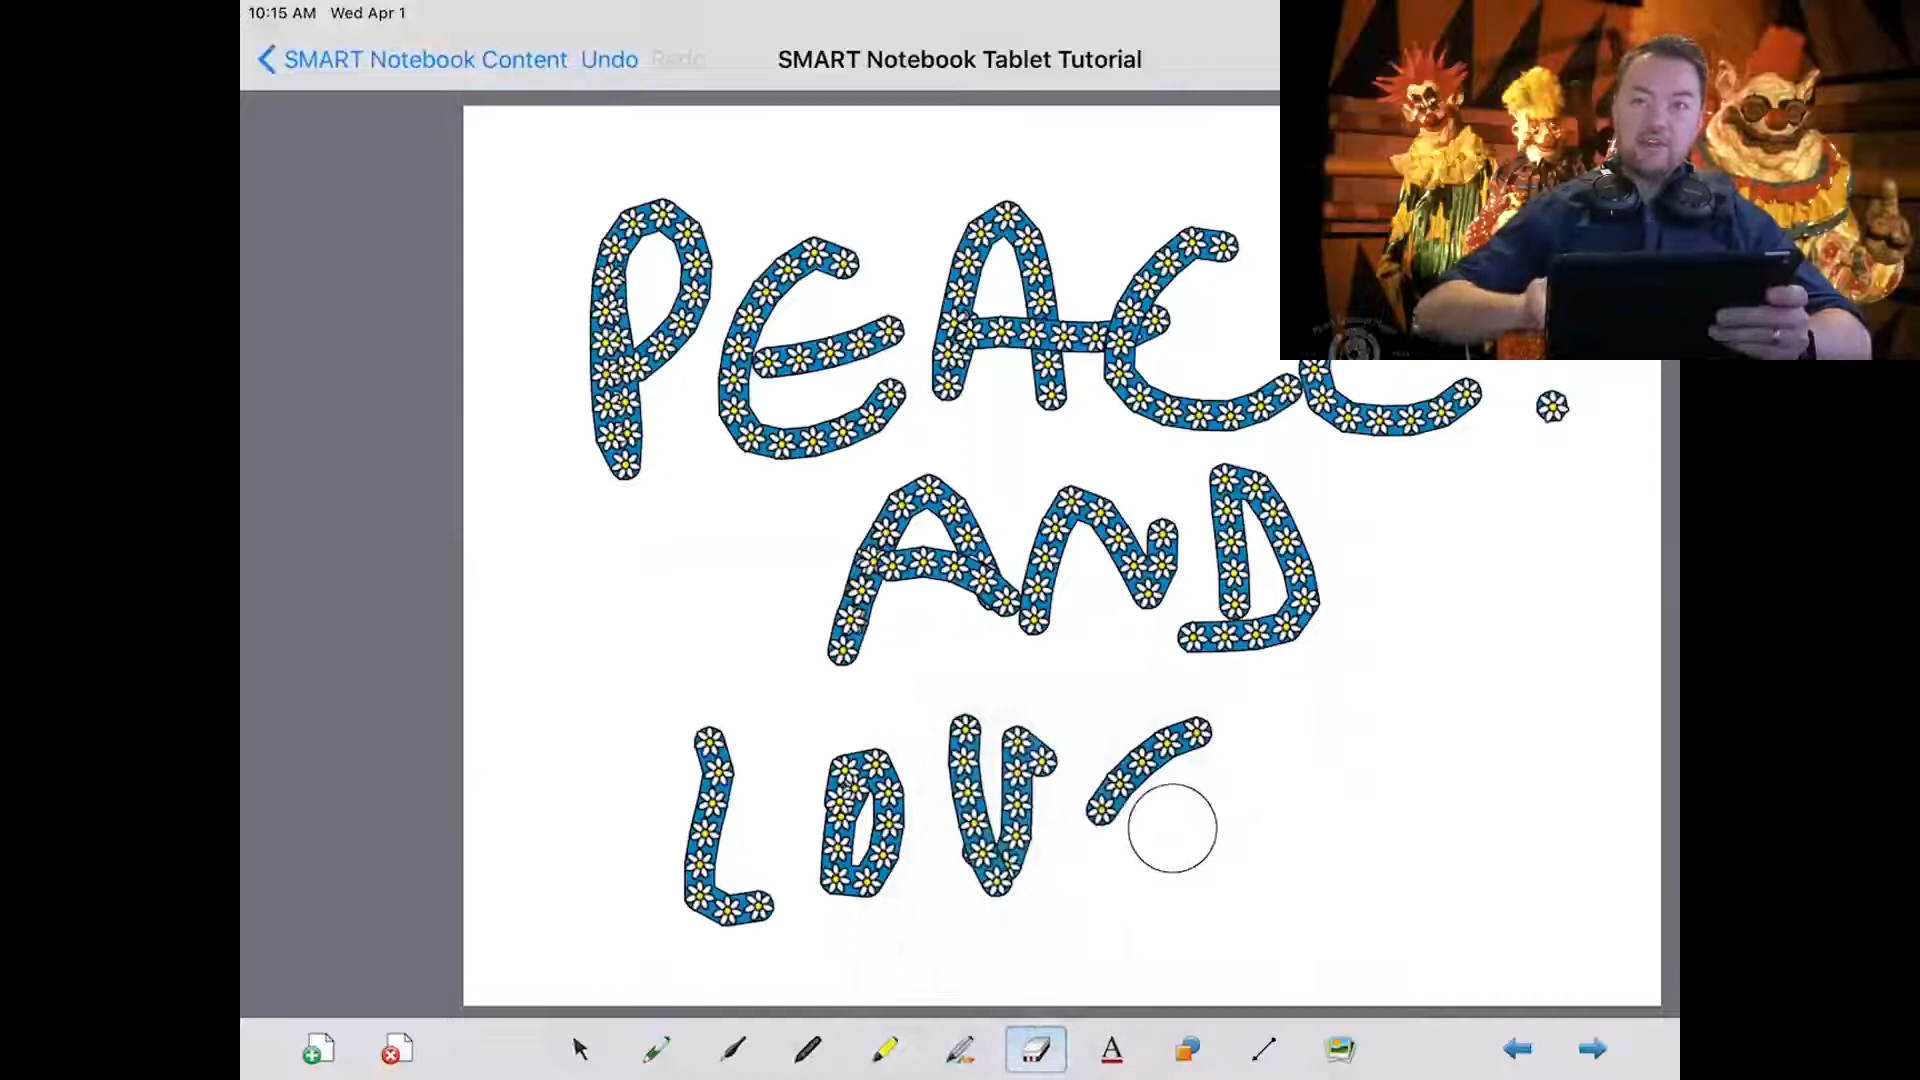 10:15 AM Wed Apr 1
SMART Notebook Content Undo Redo SMART Notebook Tablet Tutorial
PEACE.
AND
LOV
A